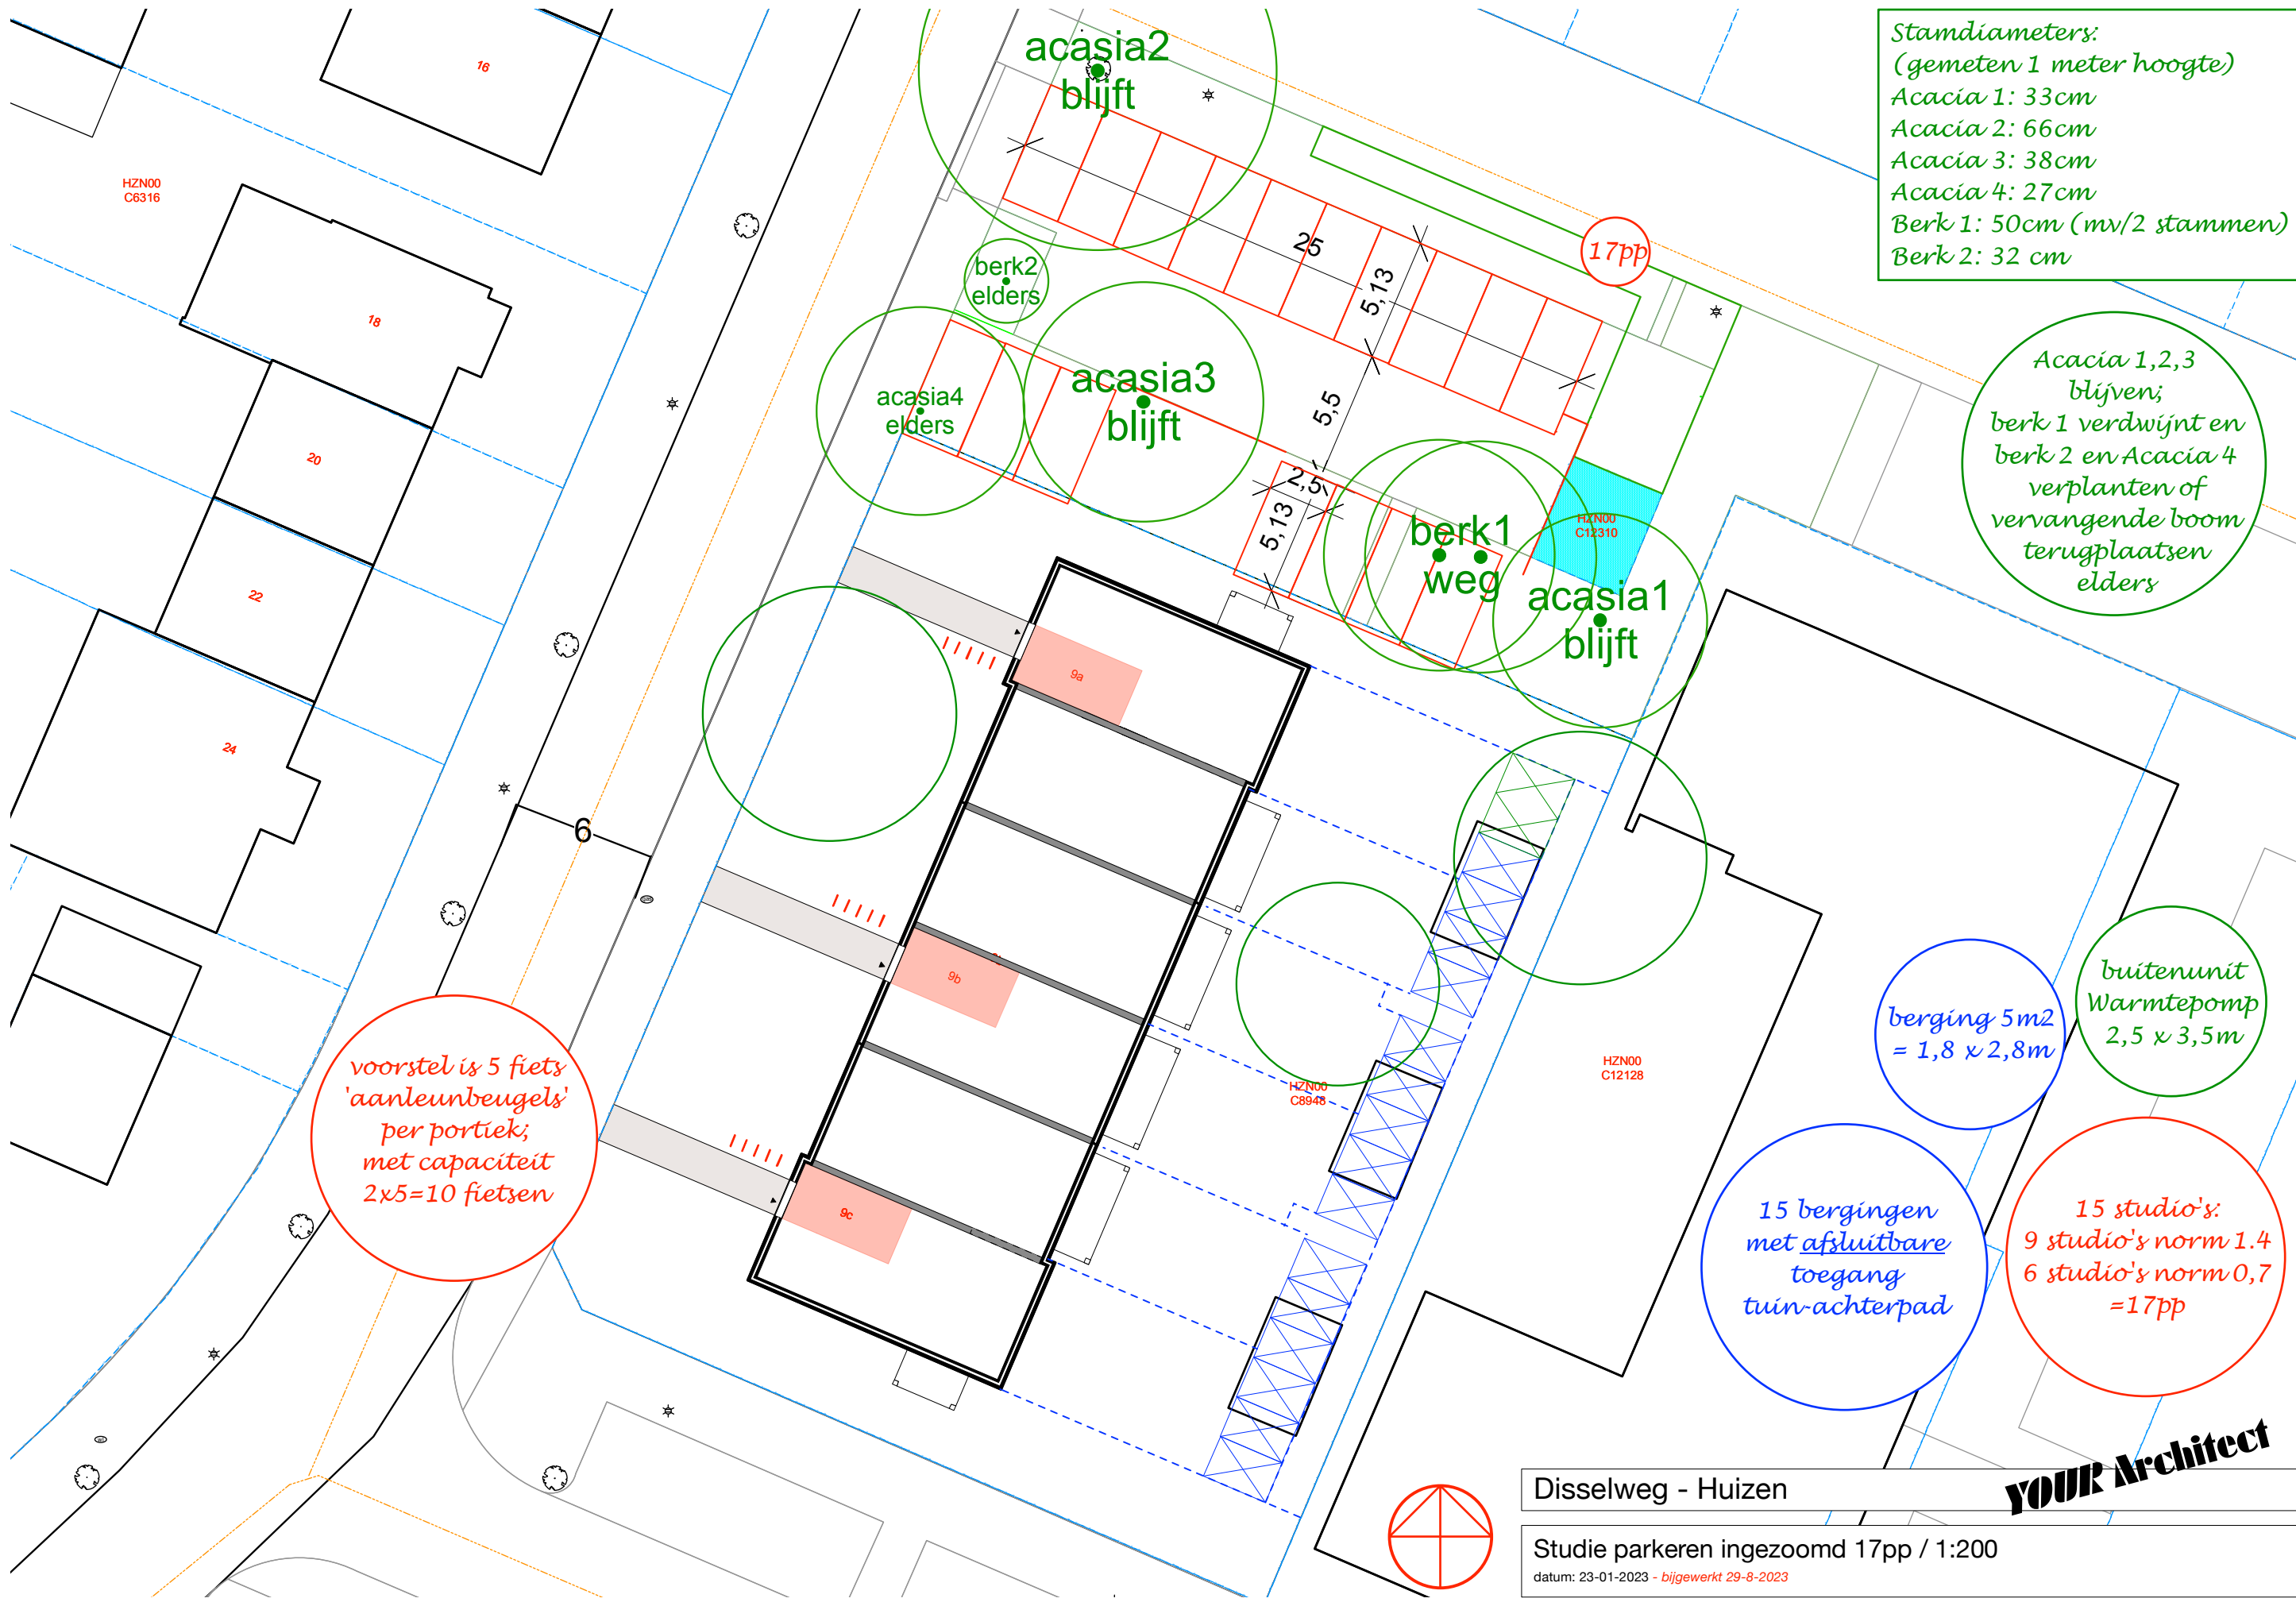 acasia2
blijft
16
HZN00
C6316
Stamdiameters:
(gemeten 1 meter hoogte)
Acacia 1: 33cm
Acacia 2: 66cm
Acacia 3: 38cm
Acacia 4: 27cm
Berk 1: 50cm (mv/2 stammen)
Berk 2: 32 cm
17pp
25
5,13
5,5
2,5
5,13
berk2
elders
acasia4
elders
acasia3
blijft
berk1
weg
acasia1
blijft
HZN00
C12310
Acacia 1,2,3
blijven;
berk 1 verdwijnt en
berk 2 en Acacia 4
verplanten of
vervangende boom
terugplaatsen
elders
18
20
22
24
6
9a
9b
9c
HZN00
C8948
HZN00
C12128
voorstel is 5 fiets
'aanleunbeugels'
per portiek;
met capaciteit
2x5=10 fietsen
berging 5m2
= 1,8 x 2,8m
buitenunit
Warmtepomp
2,5 x 3,5m
15 bergingen
met afsluitbare
toegang
tuin-achterpad
15 studio's:
9 studio's norm 1.4
6 studio's norm 0,7
=17pp
YOUR Architect
Disselweg - Huizen
Studie parkeren ingezoomd 17pp / 1:200
datum: 23-01-2023 - bijgewerkt 29-8-2023